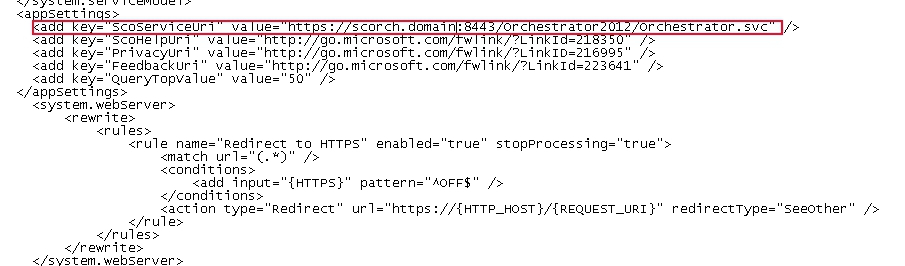 </system.serviceModel>
<appSettings>
<add key="ScoServiceUri" value="https://scorch.domain:8443/Orchestrator2012/Orchestrator.svc" />
<add key="ScoHelpUri" value="http://go.microsoft.com/fwlink/?LinkId=218350" />
<add key="PrivacyUri" value="http://go.microsoft.com/fwlink/?LinkID=216995" />
<add key="FeedbackUri" value="http://go.microsoft.com/fwlink/?LinkId=223641" />
<add key="QueryTopValue" value="50" />
</appSettings>
<system.webServer>
<rewrite>
<rules>
<rule name="Redirect to HTTPS" enabled="true" stopProcessing="true">
<match url="(.*)" />
<conditions>
<add input="{HTTPS}" pattern="^OFF$" />
</conditions>
<action type="Redirect" url="https://{HTTP_HOST}/{REQUEST_URI}" redirectType="SeeOther" />
</rule>
</rules>
</rewrite>
</system.webServer>